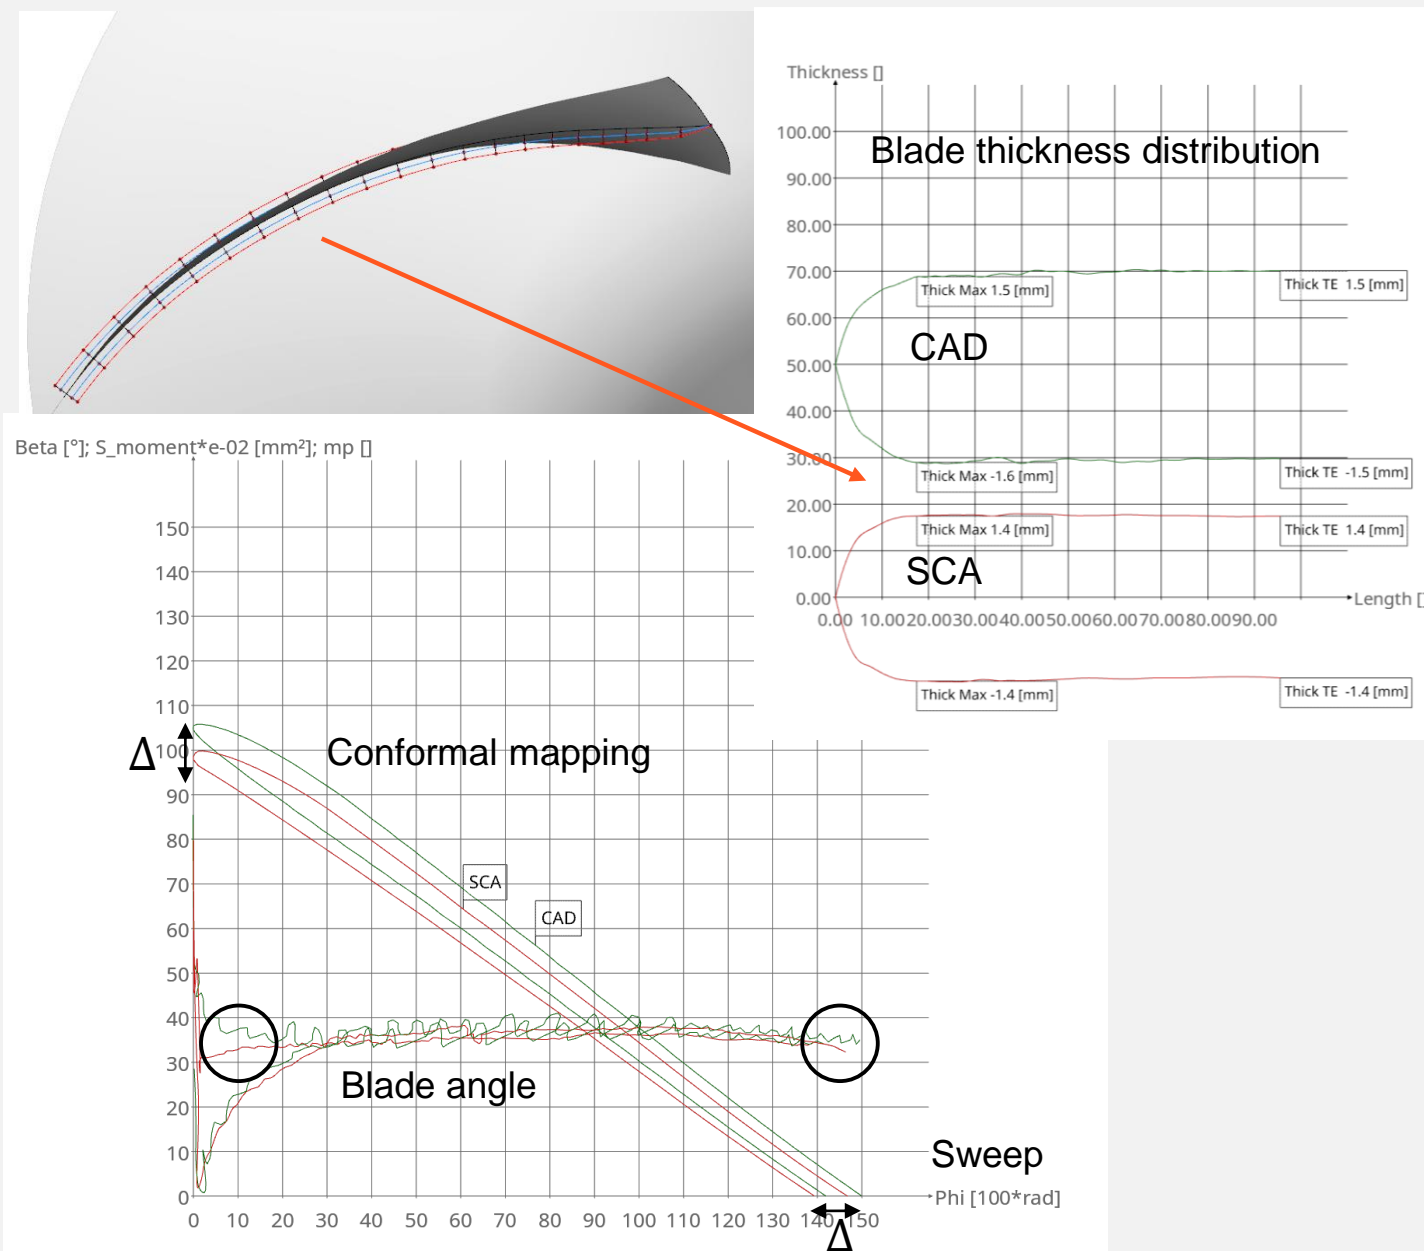 Thickness []
100.00
Blade thickness distribution
90.00
80.00
70.00
Thick Max 1.5 [mm]
Thick TE 1.5 [mm]
60.00
CAD
50.00
40.00
30.00
Thick Max -1.6 [mm]
Thick TE -1.5 [mm]
20.00
Thick Max 1.4 [mm]
Thick TE 1.4 [mm]
10.00
SCA
0.00
Length []
0.00 10.00 20.00 30.00 40.00 50.00 60.00 70.00 80.00 90.00
Thick Max -1.4 [mm]
Thick TE -1.4 [mm]
Beta [°]; S_moment*e-02 [mm²]; mp []
150
140
130
120
110
Δ
100
Conformal mapping
90
80
70
SCA
CAD
60
50
40
30
Blade angle
20
10
Sweep
0
Phi [100*rad]
0 10 20 30 40 50 60 70 80 90 100 110 120 130 140 150
Δ